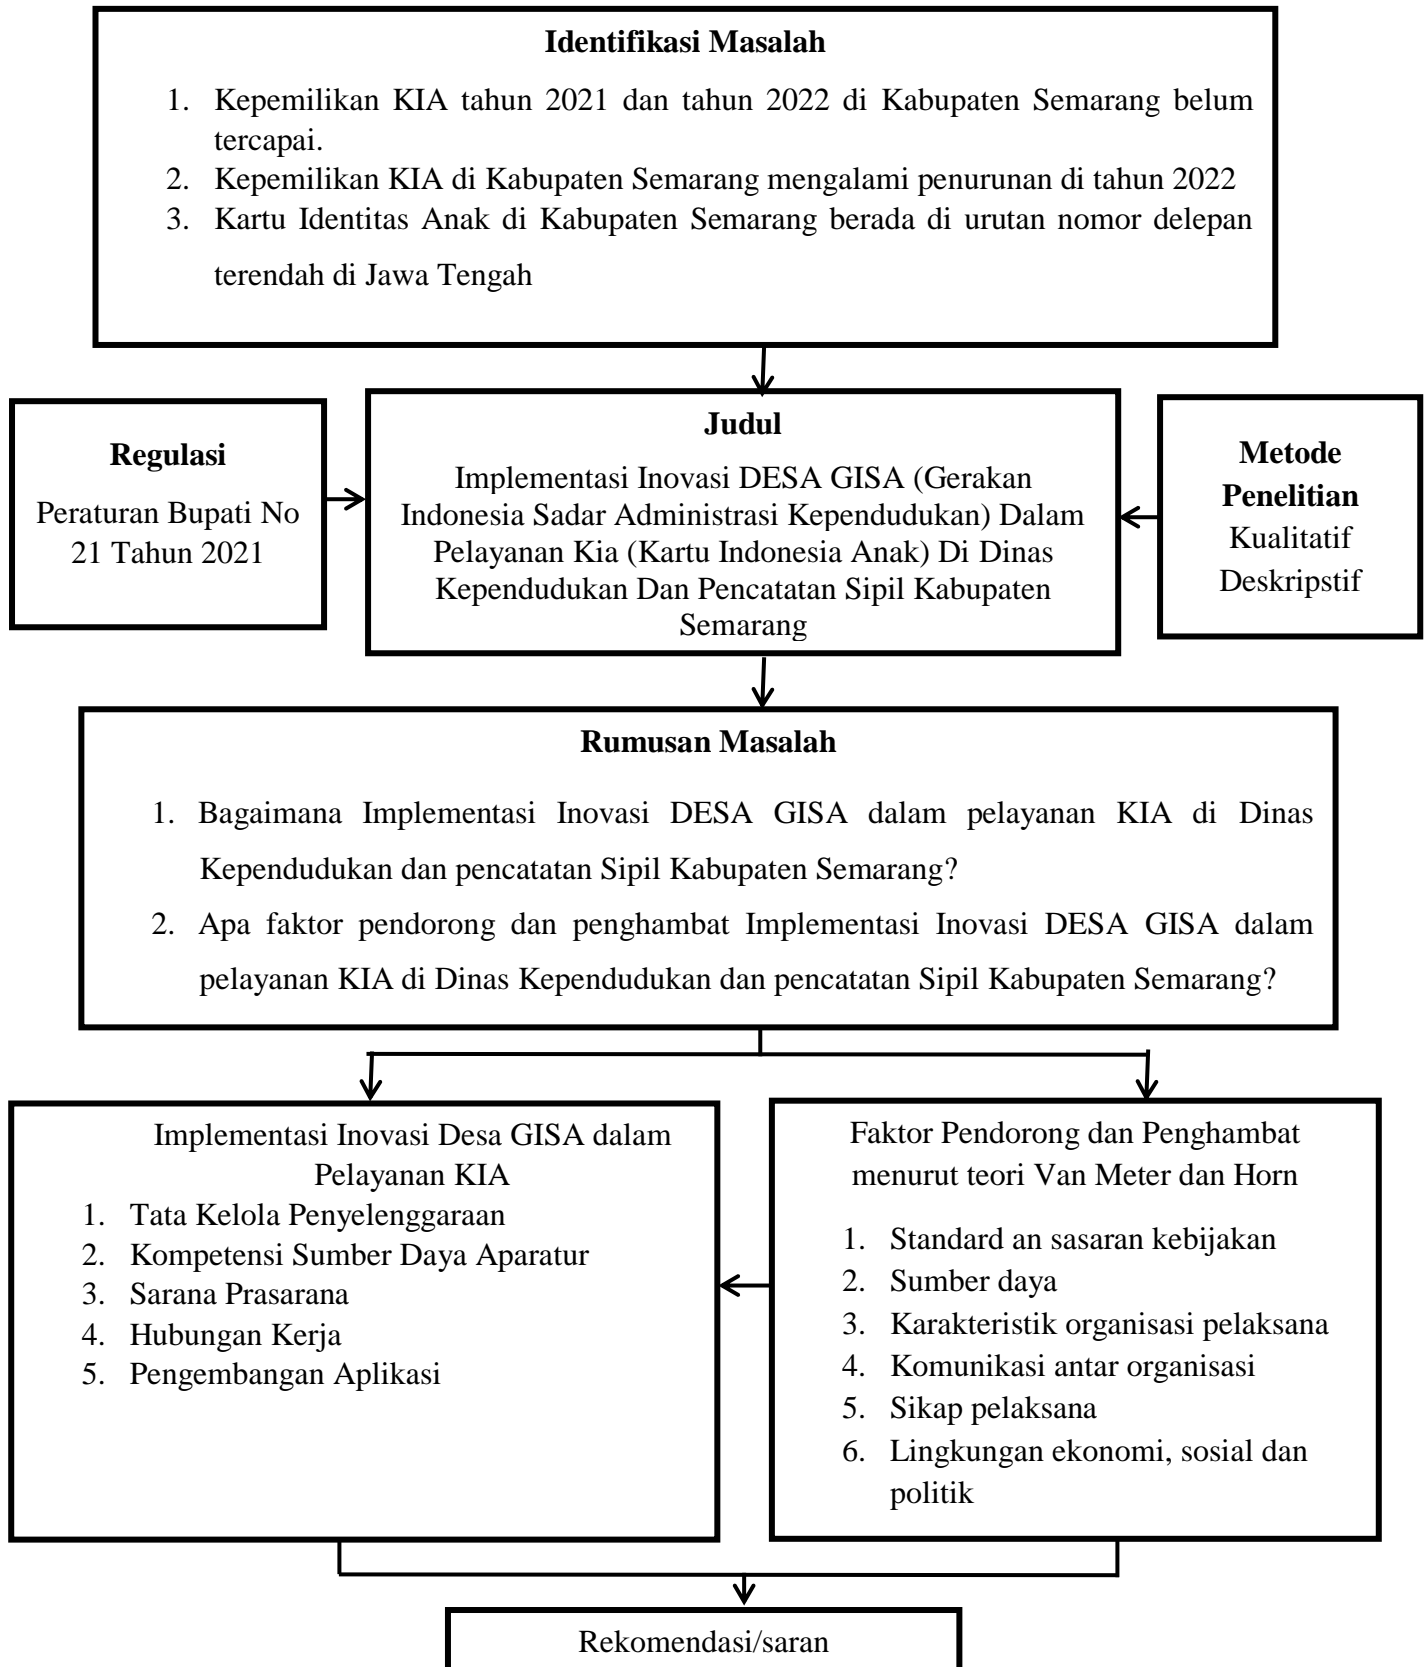 Identifikasi Masalah
1. Kepemilikan KIA tahun 2021 dan tahun 2022 di Kabupaten Semarang belum
tercapai.
2. Kepemilikan KIA di Kabupaten Semarang mengalami penurunan di tahun 2022
3. Kartu Identitas Anak di Kabupaten Semarang berada di urutan nomor delepan
terendah di Jawa Tengah
Regulasi
Peraturan Bupati No
21 Tahun 2021
Judul
Implementasi Inovasi DESA GISA (Gerakan
Indonesia Sadar Administrasi Kependudukan) Dalam
Pelayanan Kia (Kartu Indonesia Anak) Di Dinas
Kependudukan Dan Pencatatan Sipil Kabupaten
Semarang
Metode
Penelitian
Kualitatif
Deskripstif
Rumusan Masalah
1. Bagaimana Implementasi Inovasi DESA GISA dalam pelayanan KIA di Dinas
Kependudukan dan pencatatan Sipil Kabupaten Semarang?
2. Apa faktor pendorong dan penghambat Implementasi Inovasi DESA GISA dalam
pelayanan KIA di Dinas Kependudukan dan pencatatan Sipil Kabupaten Semarang?
Implementasi Inovasi Desa GISA dalam
Pelayanan KIA
1. Tata Kelola Penyelenggaraan
2. Kompetensi Sumber Daya Aparatur
3. Sarana Prasarana
4. Hubungan Kerja
5. Pengembangan Aplikasi
Faktor Pendorong dan Penghambat
menurut teori Van Meter dan Horn
1. Standard an sasaran kebijakan
2. Sumber daya
3. Karakteristik organisasi pelaksana
4. Komunikasi antar organisasi
5. Sikap pelaksana
6. Lingkungan ekonomi, sosial dan
politik
Rekomendasi/saran